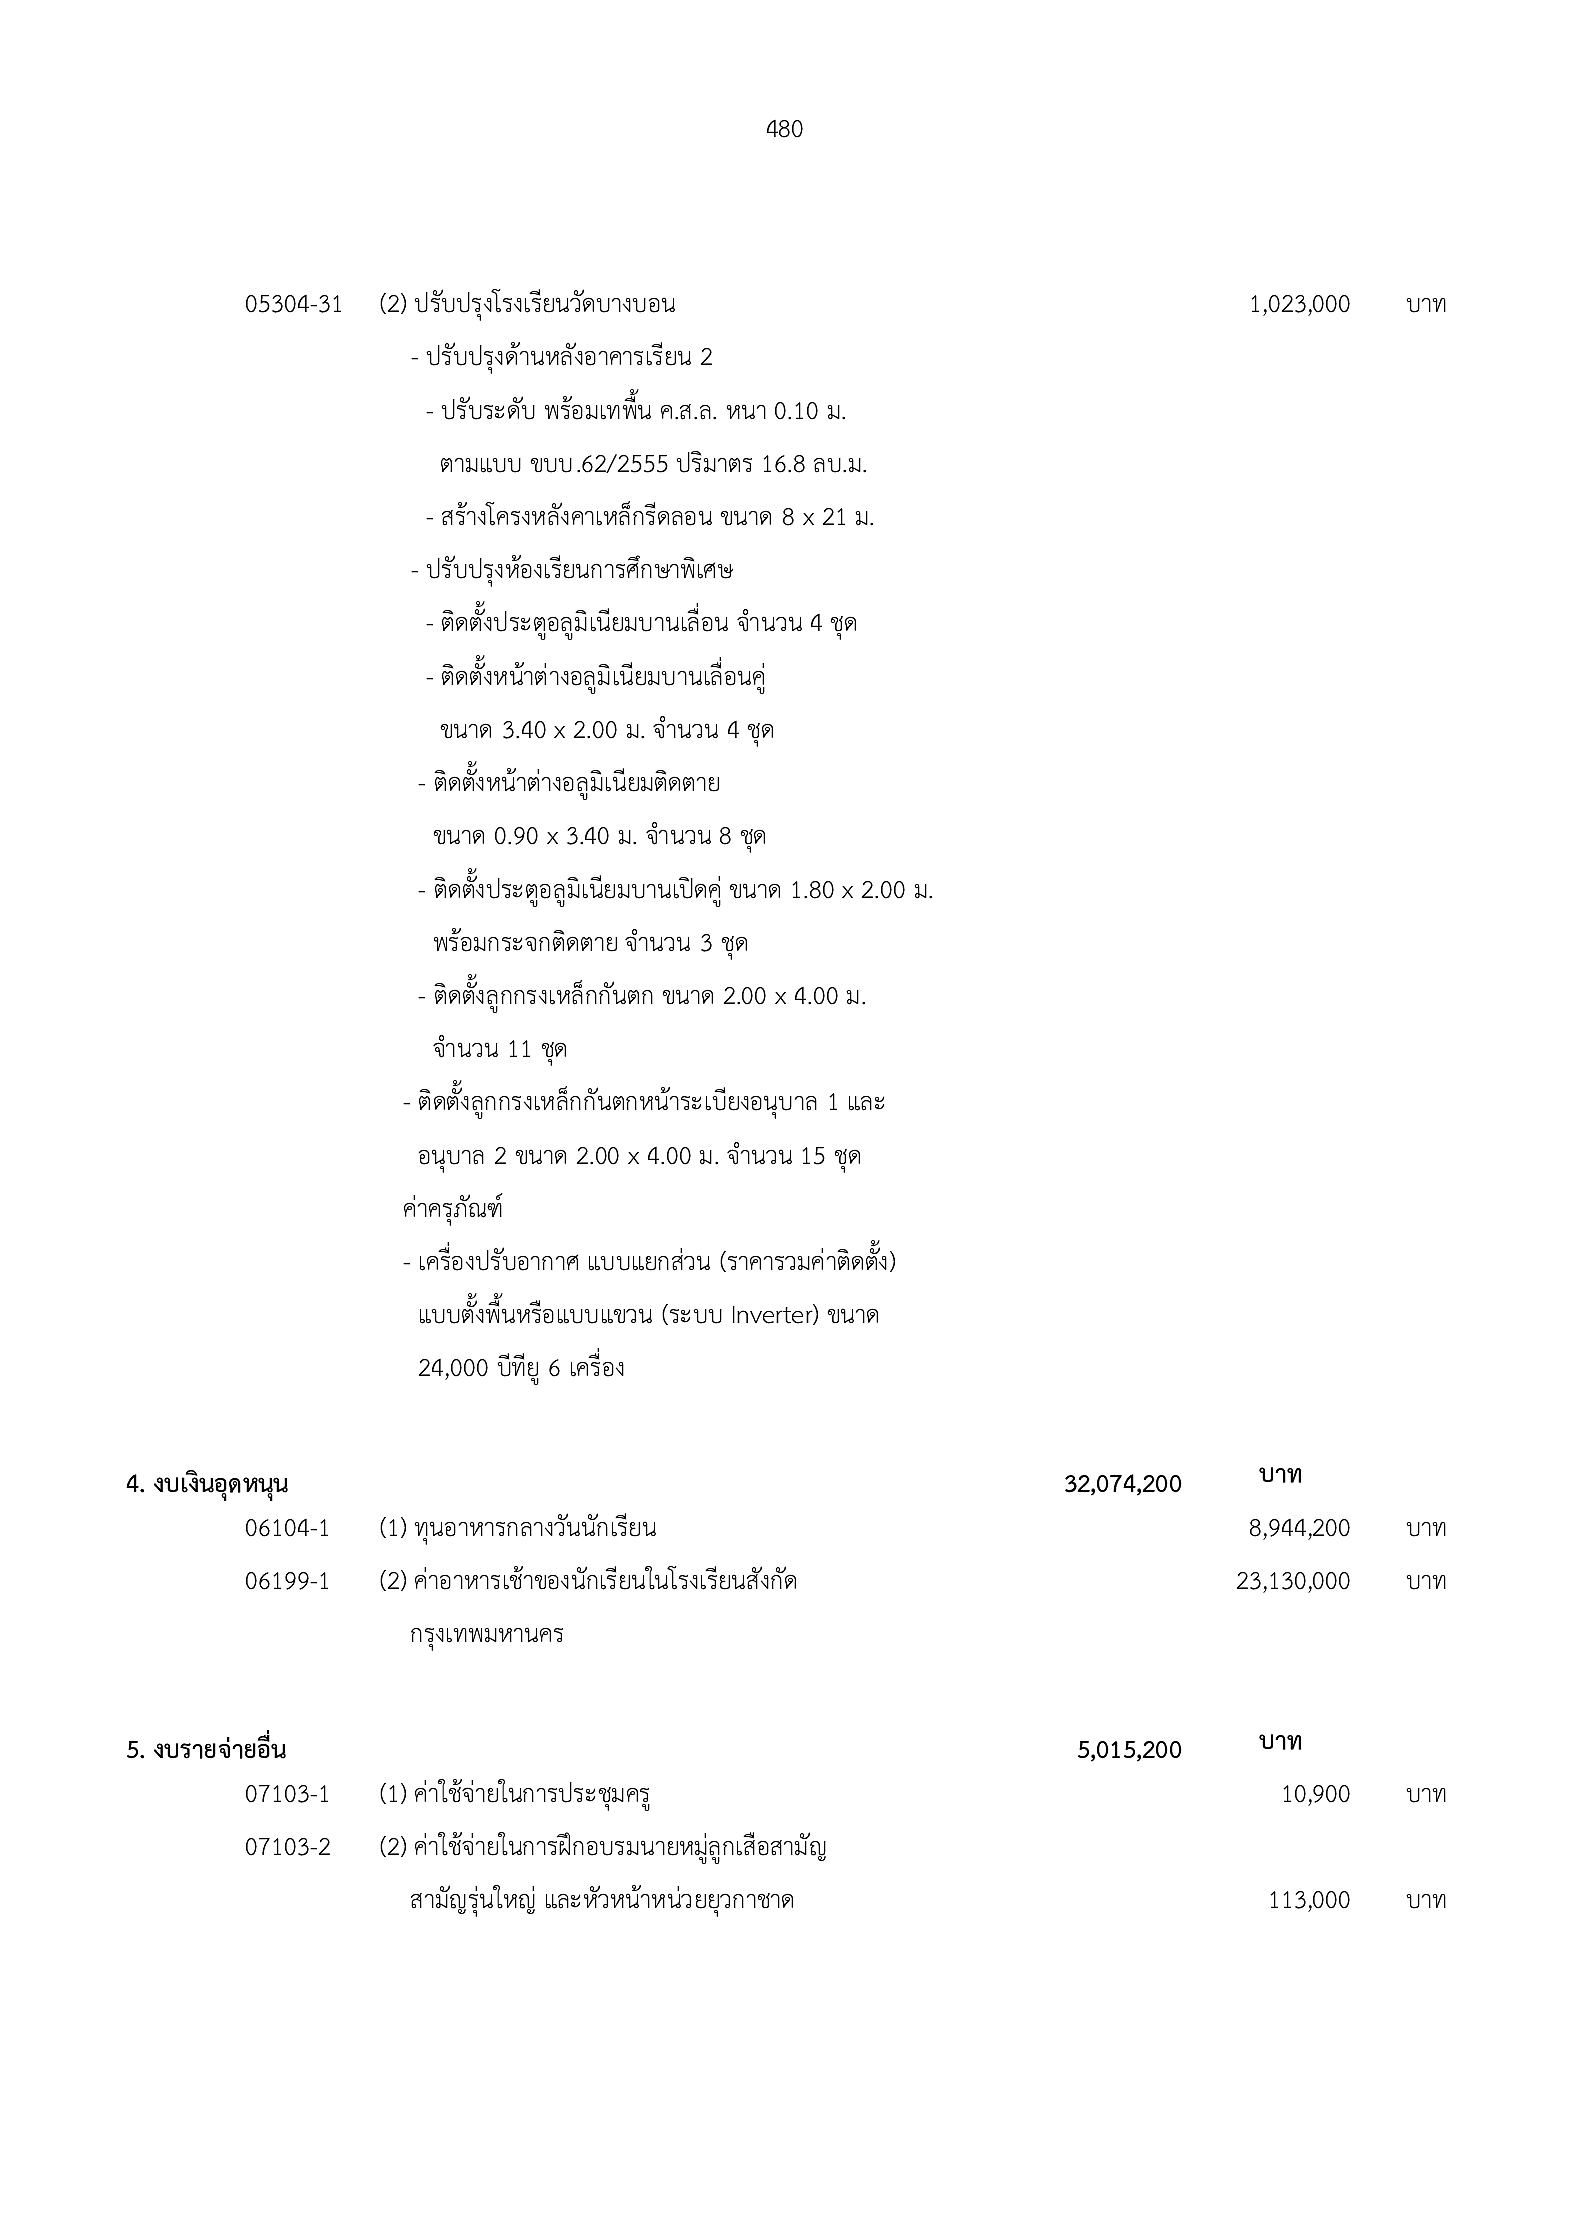 480
05304-31 (2) ปรับปรุงโรงเรียนวัดบางบอน 1,023,000 บาท
- ปรับปรุงด้านหลังอาคารเรียน 2
- ปรับระดับ พร้อมเทพื้น ค.ส.ล. หนา 0.10 ม.
ตามแบบ ขบบ.62/2555 ปริมาตร 16.8 ลบ.ม.
- สร้างโครงหลังคาเหล็กรีดลอน ขนาด 8 x 21 ม.
- ปรับปรุงห้องเรียนการศึกษาพิเศษ
- ติดตั้งประตูอลูมิเนียมบานเลื่อน จำนวน 4 ชุด
- ติดตั้งหน้าต่างอลูมิเนียมบานเลื่อนคู่
ขนาด 3.40 x 2.00 ม. จำนวน 4 ชุด
- ติดตั้งหน้าต่างอลูมิเนียมติดตาย
ขนาด 0.90 x 3.40 ม. จำนวน 8 ชุด
- ติดตั้งประตูอลูมิเนียมบานเปิดคู่ ขนาด 1.80 x 2.00 ม.
พร้อมกระจกติดตาย จำนวน 3 ชุด
- ติดตั้งลูกกรงเหล็กกันตก ขนาด 2.00 x 4.00 ม.
จำนวน 11 ชุด
- ติดตั้งลูกกรงเหล็กกันตกหน้าระเบียงอนุบาล 1 และ
อนุบาล 2 ขนาด 2.00 x 4.00 ม. จำนวน 15 ชุด
ค่าครุภัณฑ์
- เครื่องปรับอากาศ แบบแยกส่วน (ราคารวมค่าติดตั้ง)
แบบตั้งพื้นหรือแบบแขวน (ระบบ Inverter) ขนาด
24,000 บีทียู 6 เครื่อง
4. งบเงินอุดหนุน 32,074,200 บาท
06104-1 (1) ทุนอาหารกลางวันนักเรียน 8,944,200 บาท
06199-1 (2) ค่าอาหารเช้าของนักเรียนในโรงเรียนสังกัด 23,130,000 บาท
กรุงเทพมหานคร
5. งบรายจ่ายอื่น 5,015,200 บาท
07103-1 (1) ค่าใช้จ่ายในการประชุมครู 10,900 บาท
07103-2 (2) ค่าใช้จ่ายในการฝึกอบรมนายหมู่ลูกเสือสามัญ
สามัญรุ่นใหญ่ และหัวหน้าหน่วยยุวกาชาด 113,000 บาท